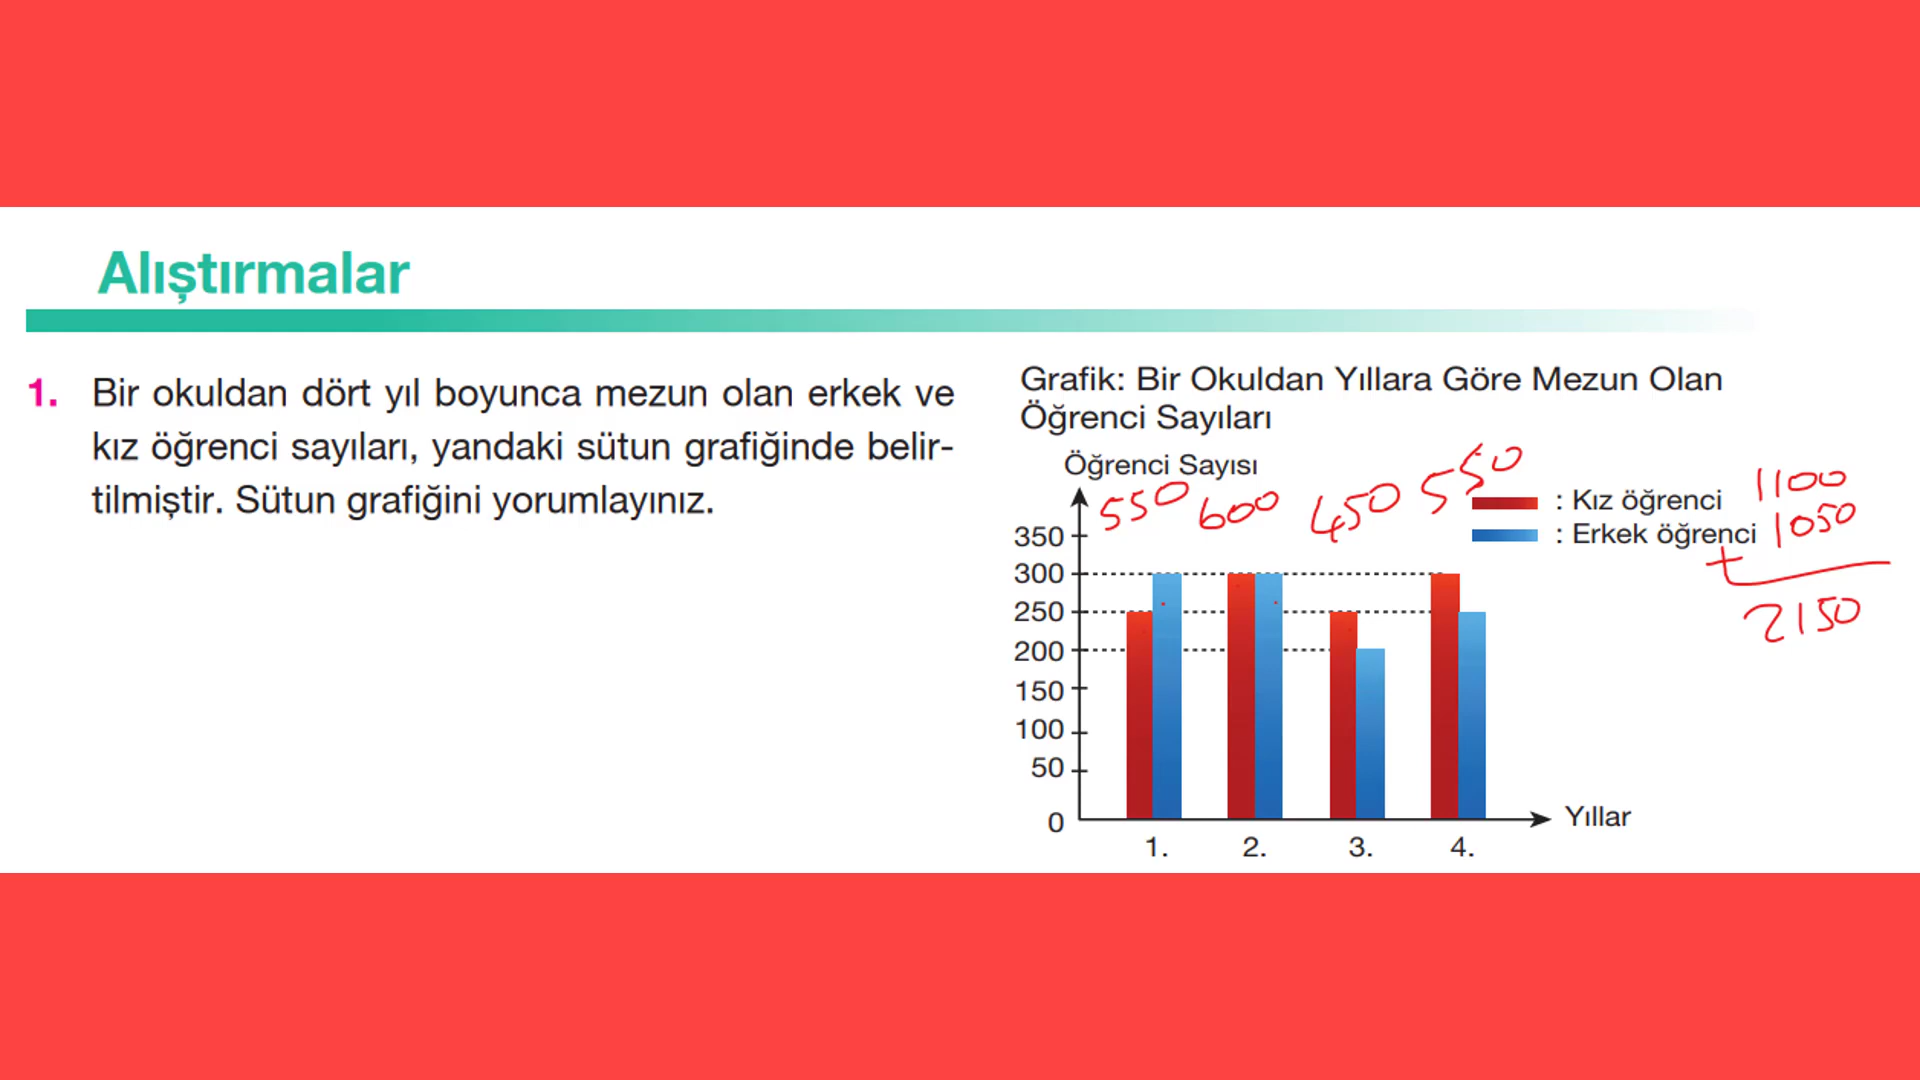 Alıştırmalar
1. Bir okuldan dört yıl boyunca mezun olan erkek ve
kız öğrenci sayıları, yandaki sütun grafiğinde belir-
tilmiştir. Sütun grafiğini yorumlayınız.
Grafik: Bir Okuldan Yıllara Göre Mezun Olan
Öğrenci Sayıları
Öğrenci Sayısı
550 600 450 550
: Kız öğrenci
: Erkek öğrenci
1100
1050
+
2150
350
300
250
200
150
100
50
0
Yıllar
1. 2. 3. 4.